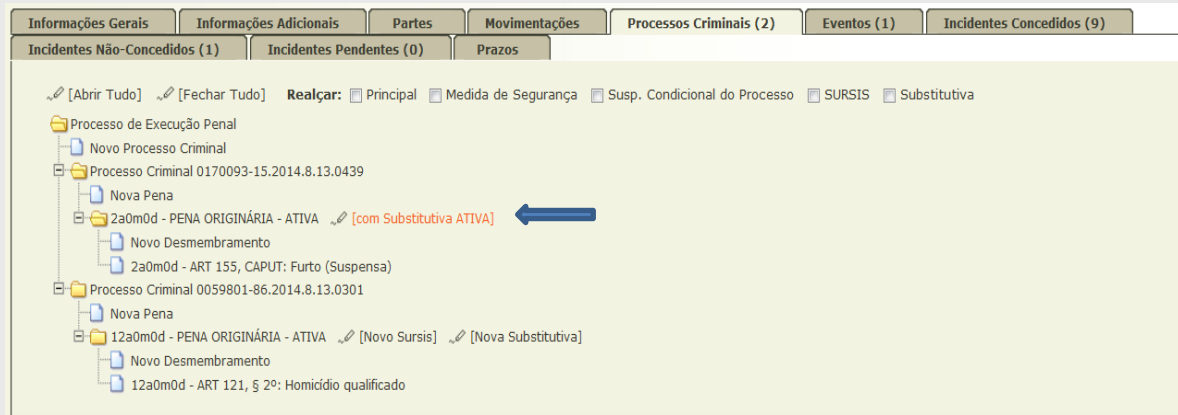 Informações Gerais Informações Adicionais Partes Movimentações Processos Criminais (2) Eventos (1) Incidentes Concedidos (9)
Incidentes Não-Concedidos (1) Incidentes Pendentes (0) Prazos
[Abrir Tudo] [Fechar Tudo] Realçar: Principal Medida de Segurança Susp. Condicional do Processo SURSIS Substitutiva
Processo de Execução Penal
Novo Processo Criminal
Processo Criminal 0170093-15.2014.8.13.0439
Nova Pena
2a0m0d - PENA ORIGINÁRIA - ATIVA [com Substitutiva ATIVA]
Novo Desmembramento
2a0m0d - ART 155, CAPUT: Furto (Suspensa)
Processo Criminal 0059801-86.2014.8.13.0301
Nova Pena
12a0m0d - PENA ORIGINÁRIA - ATIVA [Novo Sursis] [Nova Substitutiva]
Novo Desmembramento
12a0m0d - ART 121, § 2º: Homicídio qualificado